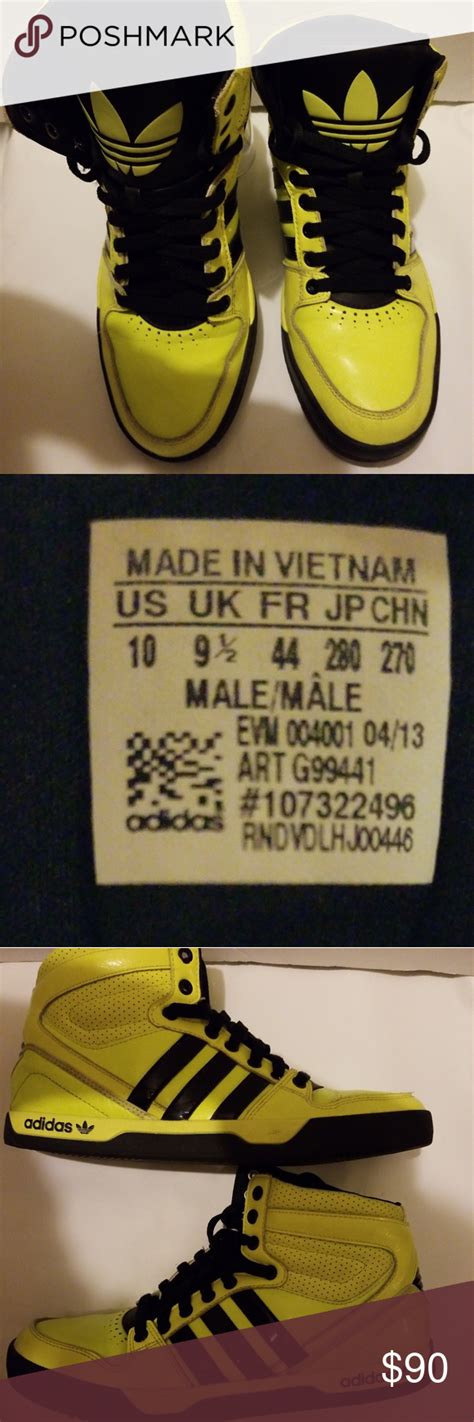 POSHMARK
MADE IN VIETNAM
US UK FR JP CHN
10 9½ 44 280 270
MALE/MÂLE
EVM 004001 04/13
ART G99441
#107322496
adidas
RNDVDLHJ00446
adidas
adidas
$90